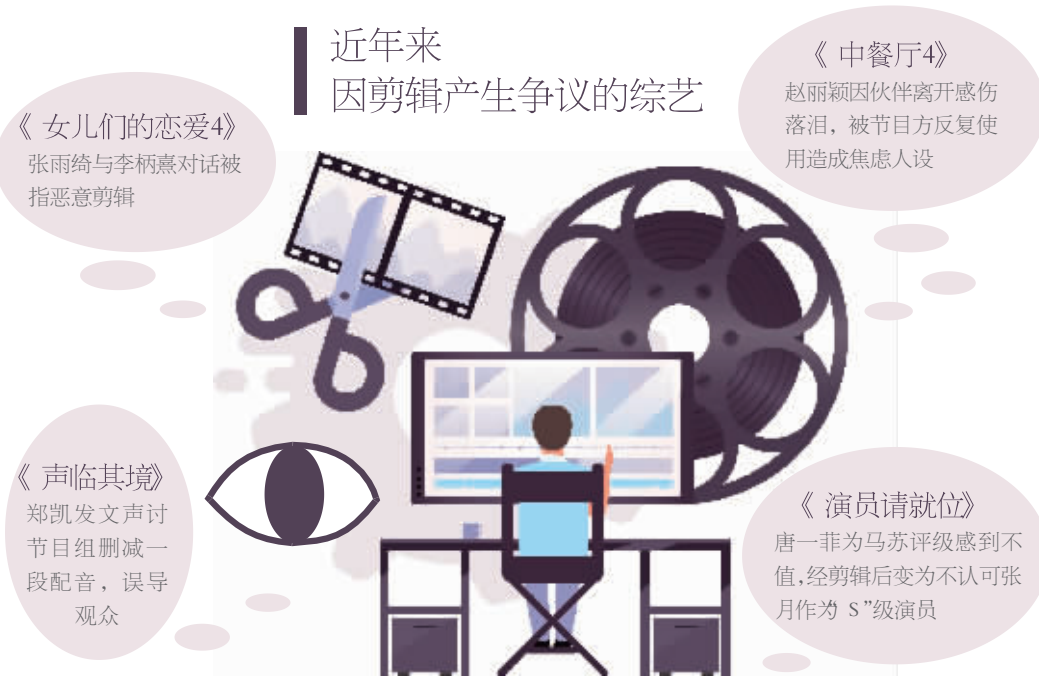 近年来
因剪辑产生争议的综艺
《女儿们的恋爱4》
张雨绮与李柄熹对话被
指恶意剪辑
《中餐厅4》
赵丽颖因伙伴离开感伤
落泪，被节目方反复使
用造成焦虑人设
《声临其境》
郑凯发文声讨
节目组删减一
段配音，误导
观众
《演员请就位》
唐一菲为马苏评级感到不
值,经剪辑后变为不认可张
月作为“S”级演员